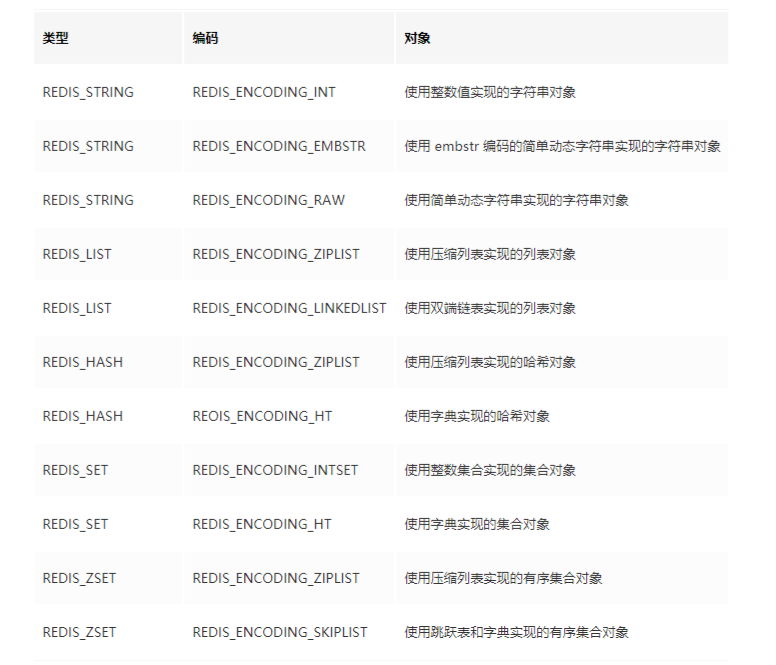 类型 编码 对象
REDIS_STRING REDIS_ENCODING_INT 使用整数值实现的字符串对象
REDIS_STRING REDIS_ENCODING_EMBSTR 使用 embstr 编码的简单动态字符串实现的字符串对象
REDIS_STRING REDIS_ENCODING_RAW 使用简单动态字符串实现的字符串对象
REDIS_LIST REDIS_ENCODING_ZIPLIST 使用压缩列表实现的列表对象
REDIS_LIST REDIS_ENCODING_LINKEDLIST 使用双端链表实现的列表对象
REDIS_HASH REDIS_ENCODING_ZIPLIST 使用压缩列表实现的哈希对象
REDIS_HASH REOIS_ENCODING_HT 使用字典实现的哈希对象
REDIS_SET REDIS_ENCODING_INTSET 使用整数集合实现的集合对象
REDIS_SET REDIS_ENCODING_HT 使用字典实现的集合对象
REDIS_ZSET REDIS_ENCODING_ZIPLIST 使用压缩列表实现的有序集合对象
REDIS_ZSET REDIS_ENCODING_SKIPLIST 使用跳跃表和字典实现的有序集合对象